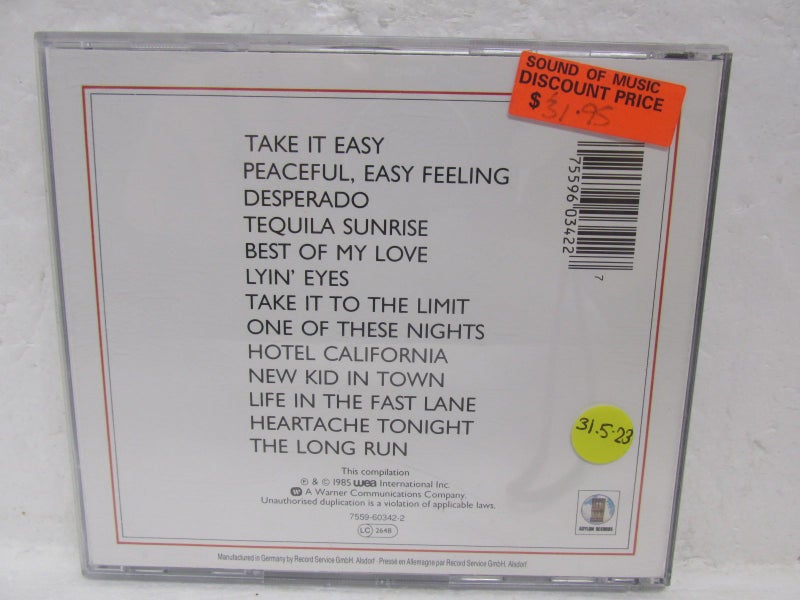 SOUND OF MUSIC
DISCOUNT PRICE
$31.95
TAKE IT EASY
PEACEFUL, EASY FEELING
DESPERADO
TEQUILA SUNRISE
BEST OF MY LOVE
LYIN' EYES
TAKE IT TO THE LIMIT
ONE OF THESE NIGHTS
HOTEL CALIFORNIA
NEW KID IN TOWN
LIFE IN THE FAST LANE
HEARTACHE TONIGHT
THE LONG RUN
75596 03422
7
31.5.23
This compilation
℗ & © 1985 wea International Inc.
A Warner Communications Company.
Unauthorised duplication is a violation of applicable laws.
7559-60342-2
LC 2648
ASYLUM RECORDS
Manufactured in Germany by Record Service GmbH, Alsdorf Pressé en Allemagne par Record Service GmbH, Alsdorf